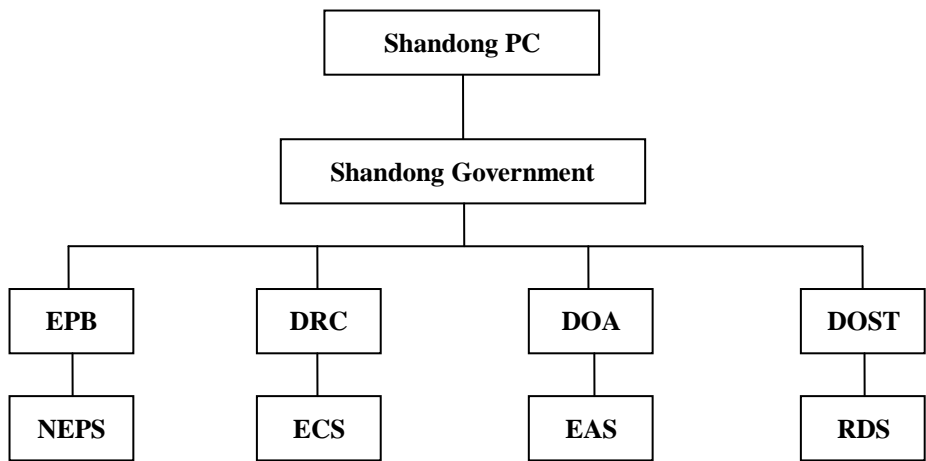 Shandong PC
Shandong Government
EPB
DRC
DOA
DOST
NEPS
ECS
EAS
RDS